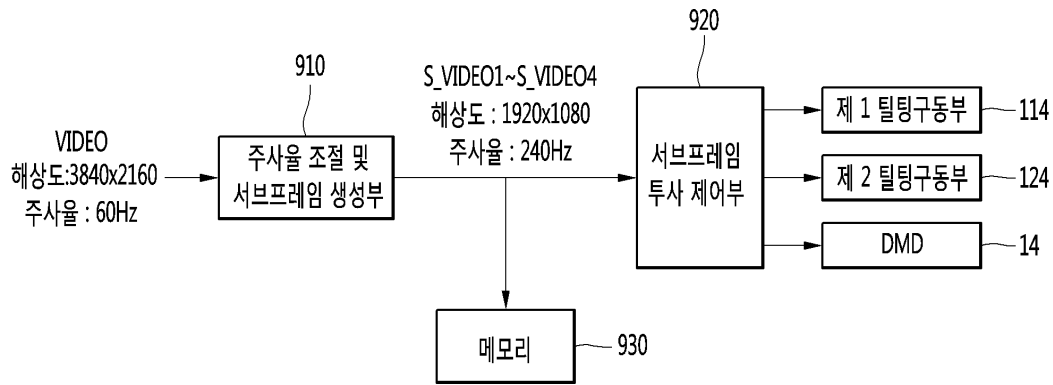 920
910
S_VIDEO1~S_VIDEO4
해상도 : 1920x1080
주사율 : 240Hz
제 1 틸팅구동부
114
VIDEO
해상도:3840x2160
주사율 : 60Hz
주사율 조절 및
서브프레임 생성부
서브프레임
투사 제어부
제 2 틸팅구동부
124
DMD
14
메모리
930